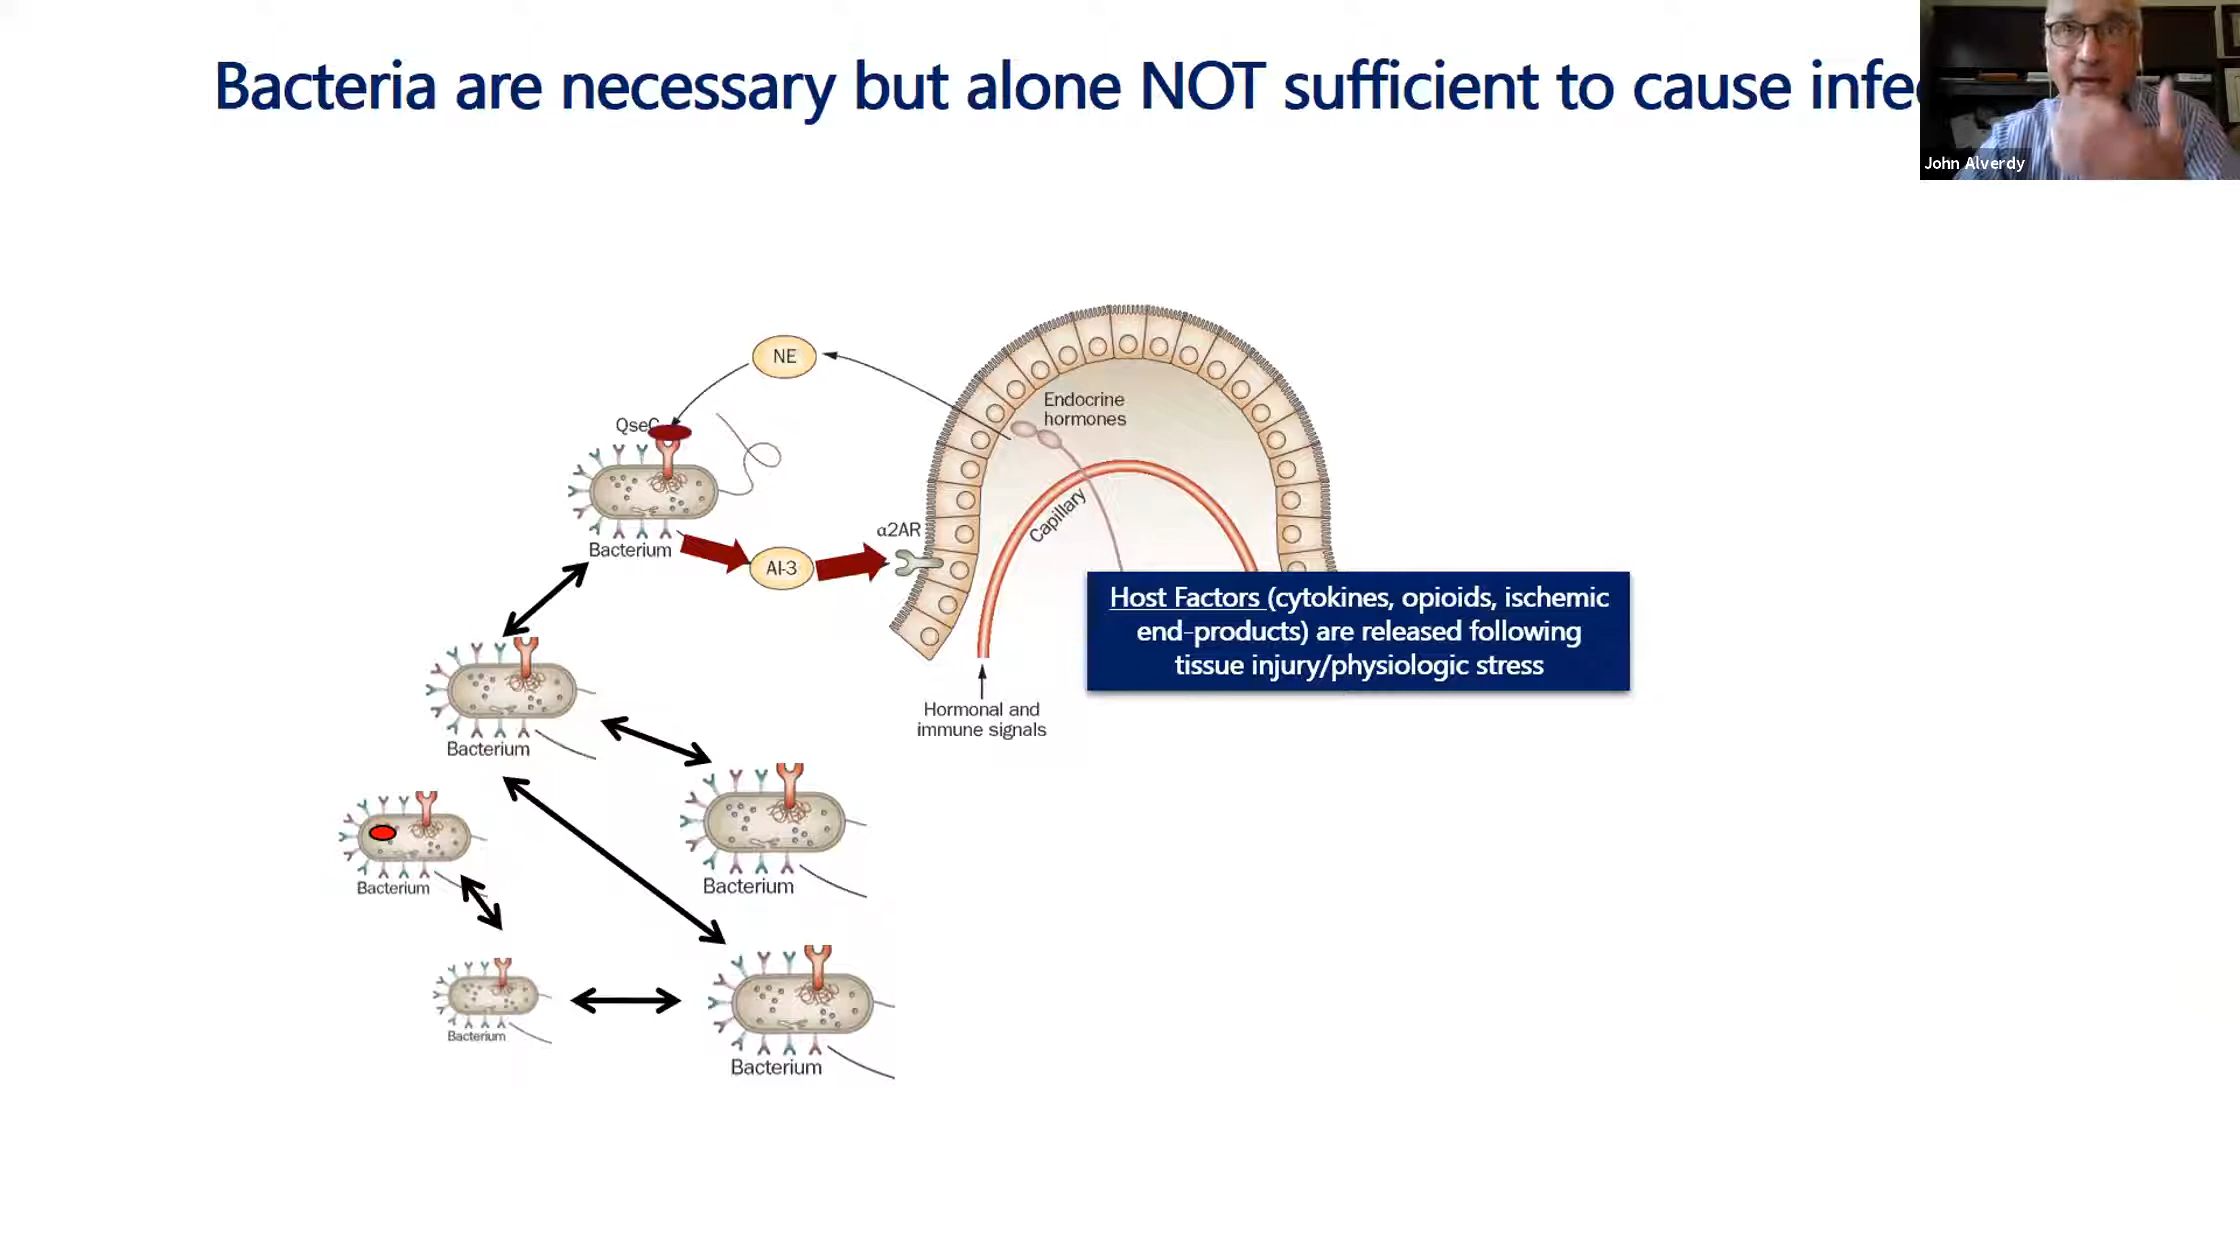 Bacteria are necessary but alone NOT sufficient to cause
John Alverdy
NE
Endocrine
hormones
α2AR
Bacterium
AI-3
Capillary
Host Factors (cytokines, opioids, ischemic
end-products) are released following
tissue injury/physiologic stress
Hormonal and
immune signals
Bacterium
Bacterium
Bacterium
Bacterium
Bacterium